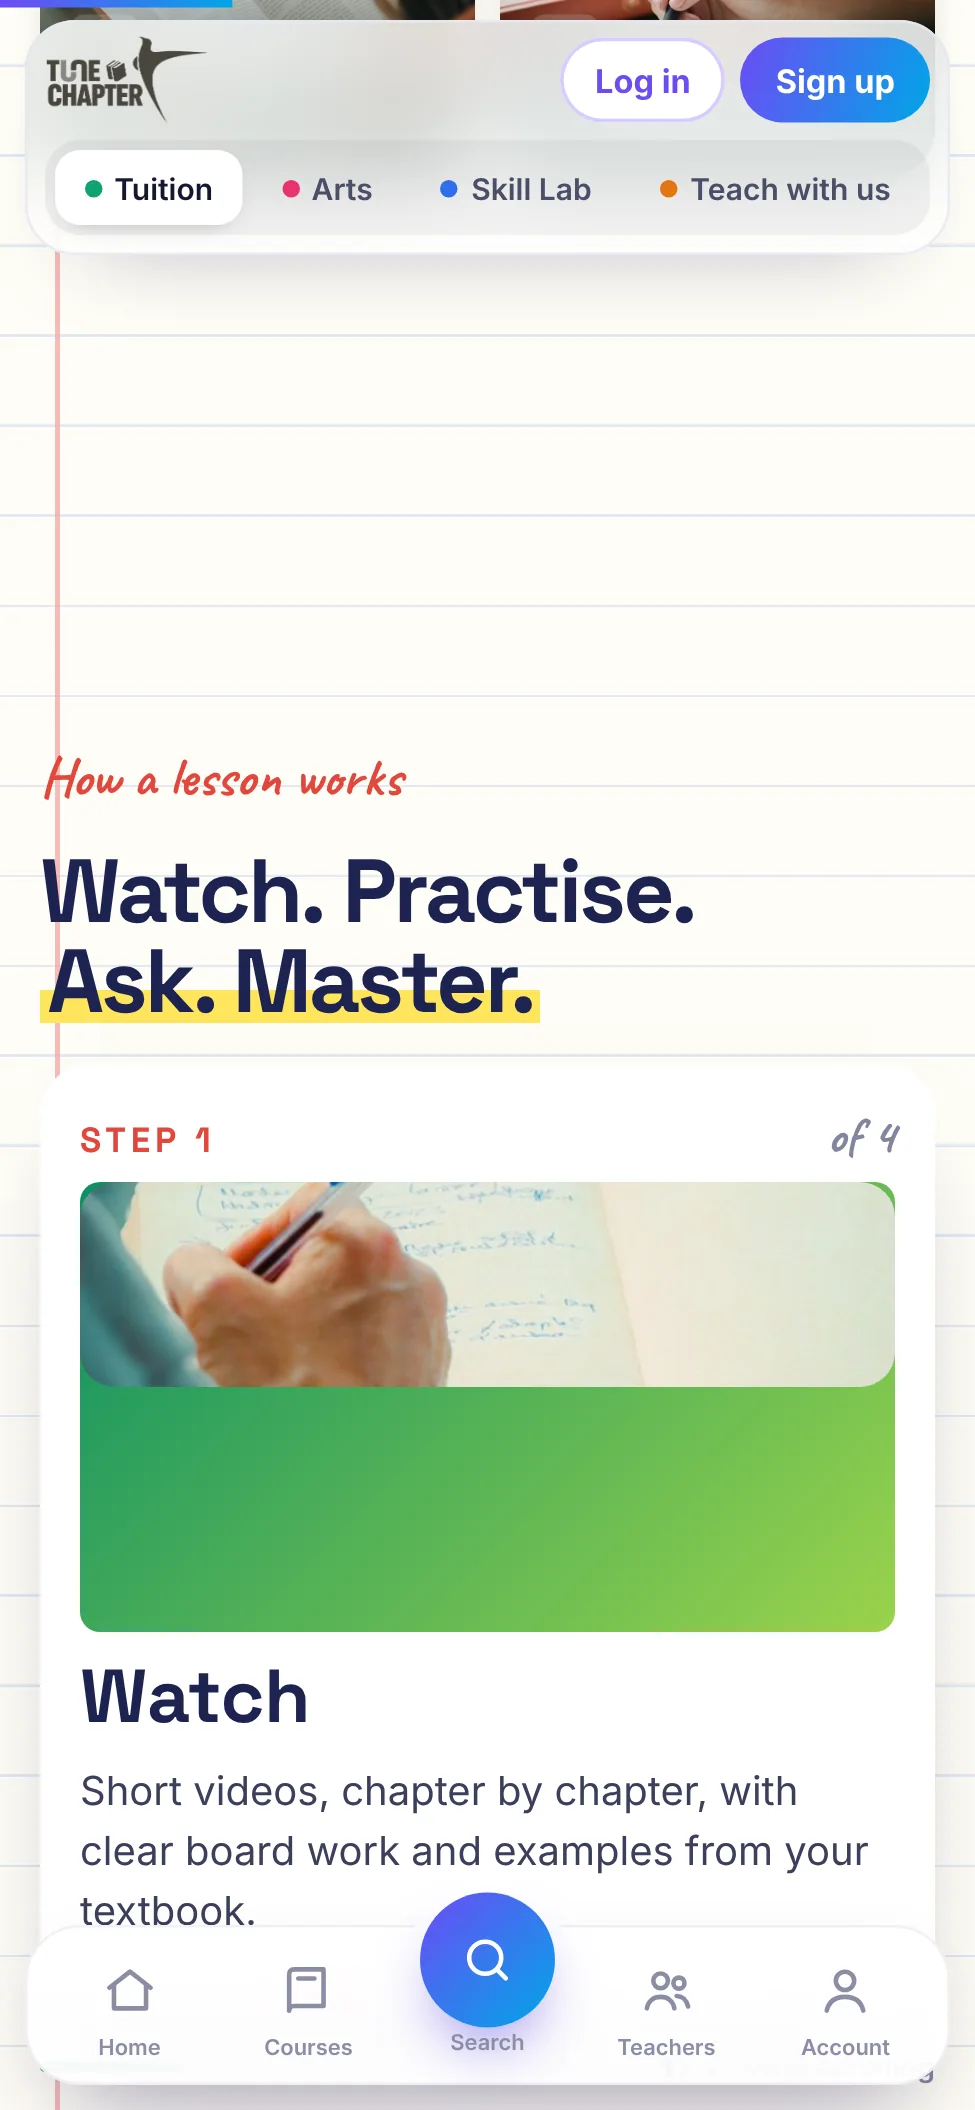 TUNE
CHAPTER
Log in
Sign up
Tuition
Arts
Skill Lab
Teach with us
How a lesson works
Watch. Practise.
Ask. Master.
STEP 1
of 4
Watch
Short videos, chapter by chapter, with
clear board work and examples from your
textbook.
Home
Courses
Search
Teachers
Account